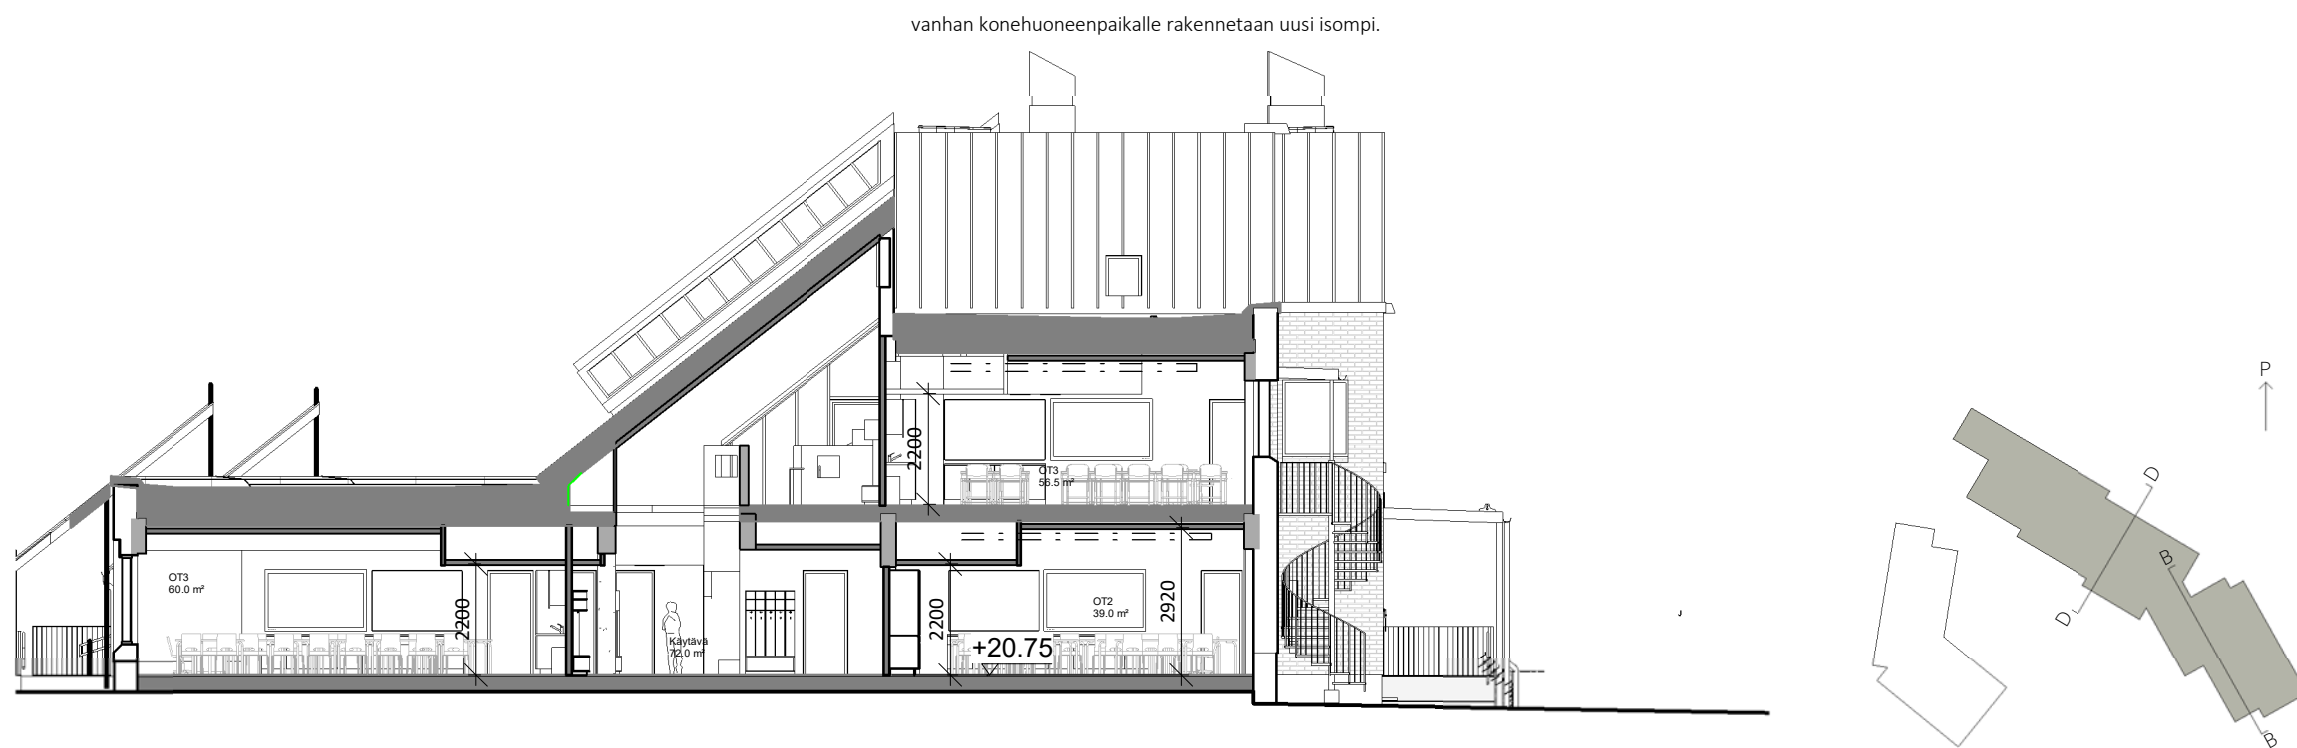 vanhan konehuoneenpaikalle rakennetaan uusi isompi.
P
2200
OT3
56.5 m²
D
B
OT3
60.0 m²
2200
2200
OT2
39.0 m²
2920
D
Käytävä
72.0 m²
+20.75
B